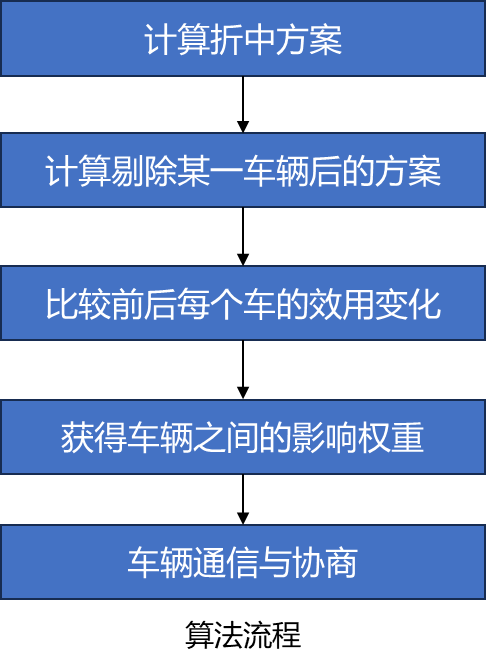 计算折中方案
计算剔除某一车辆后的方案
比较前后每个车的效用变化
获得车辆之间的影响权重
车辆通信与协商
算法流程